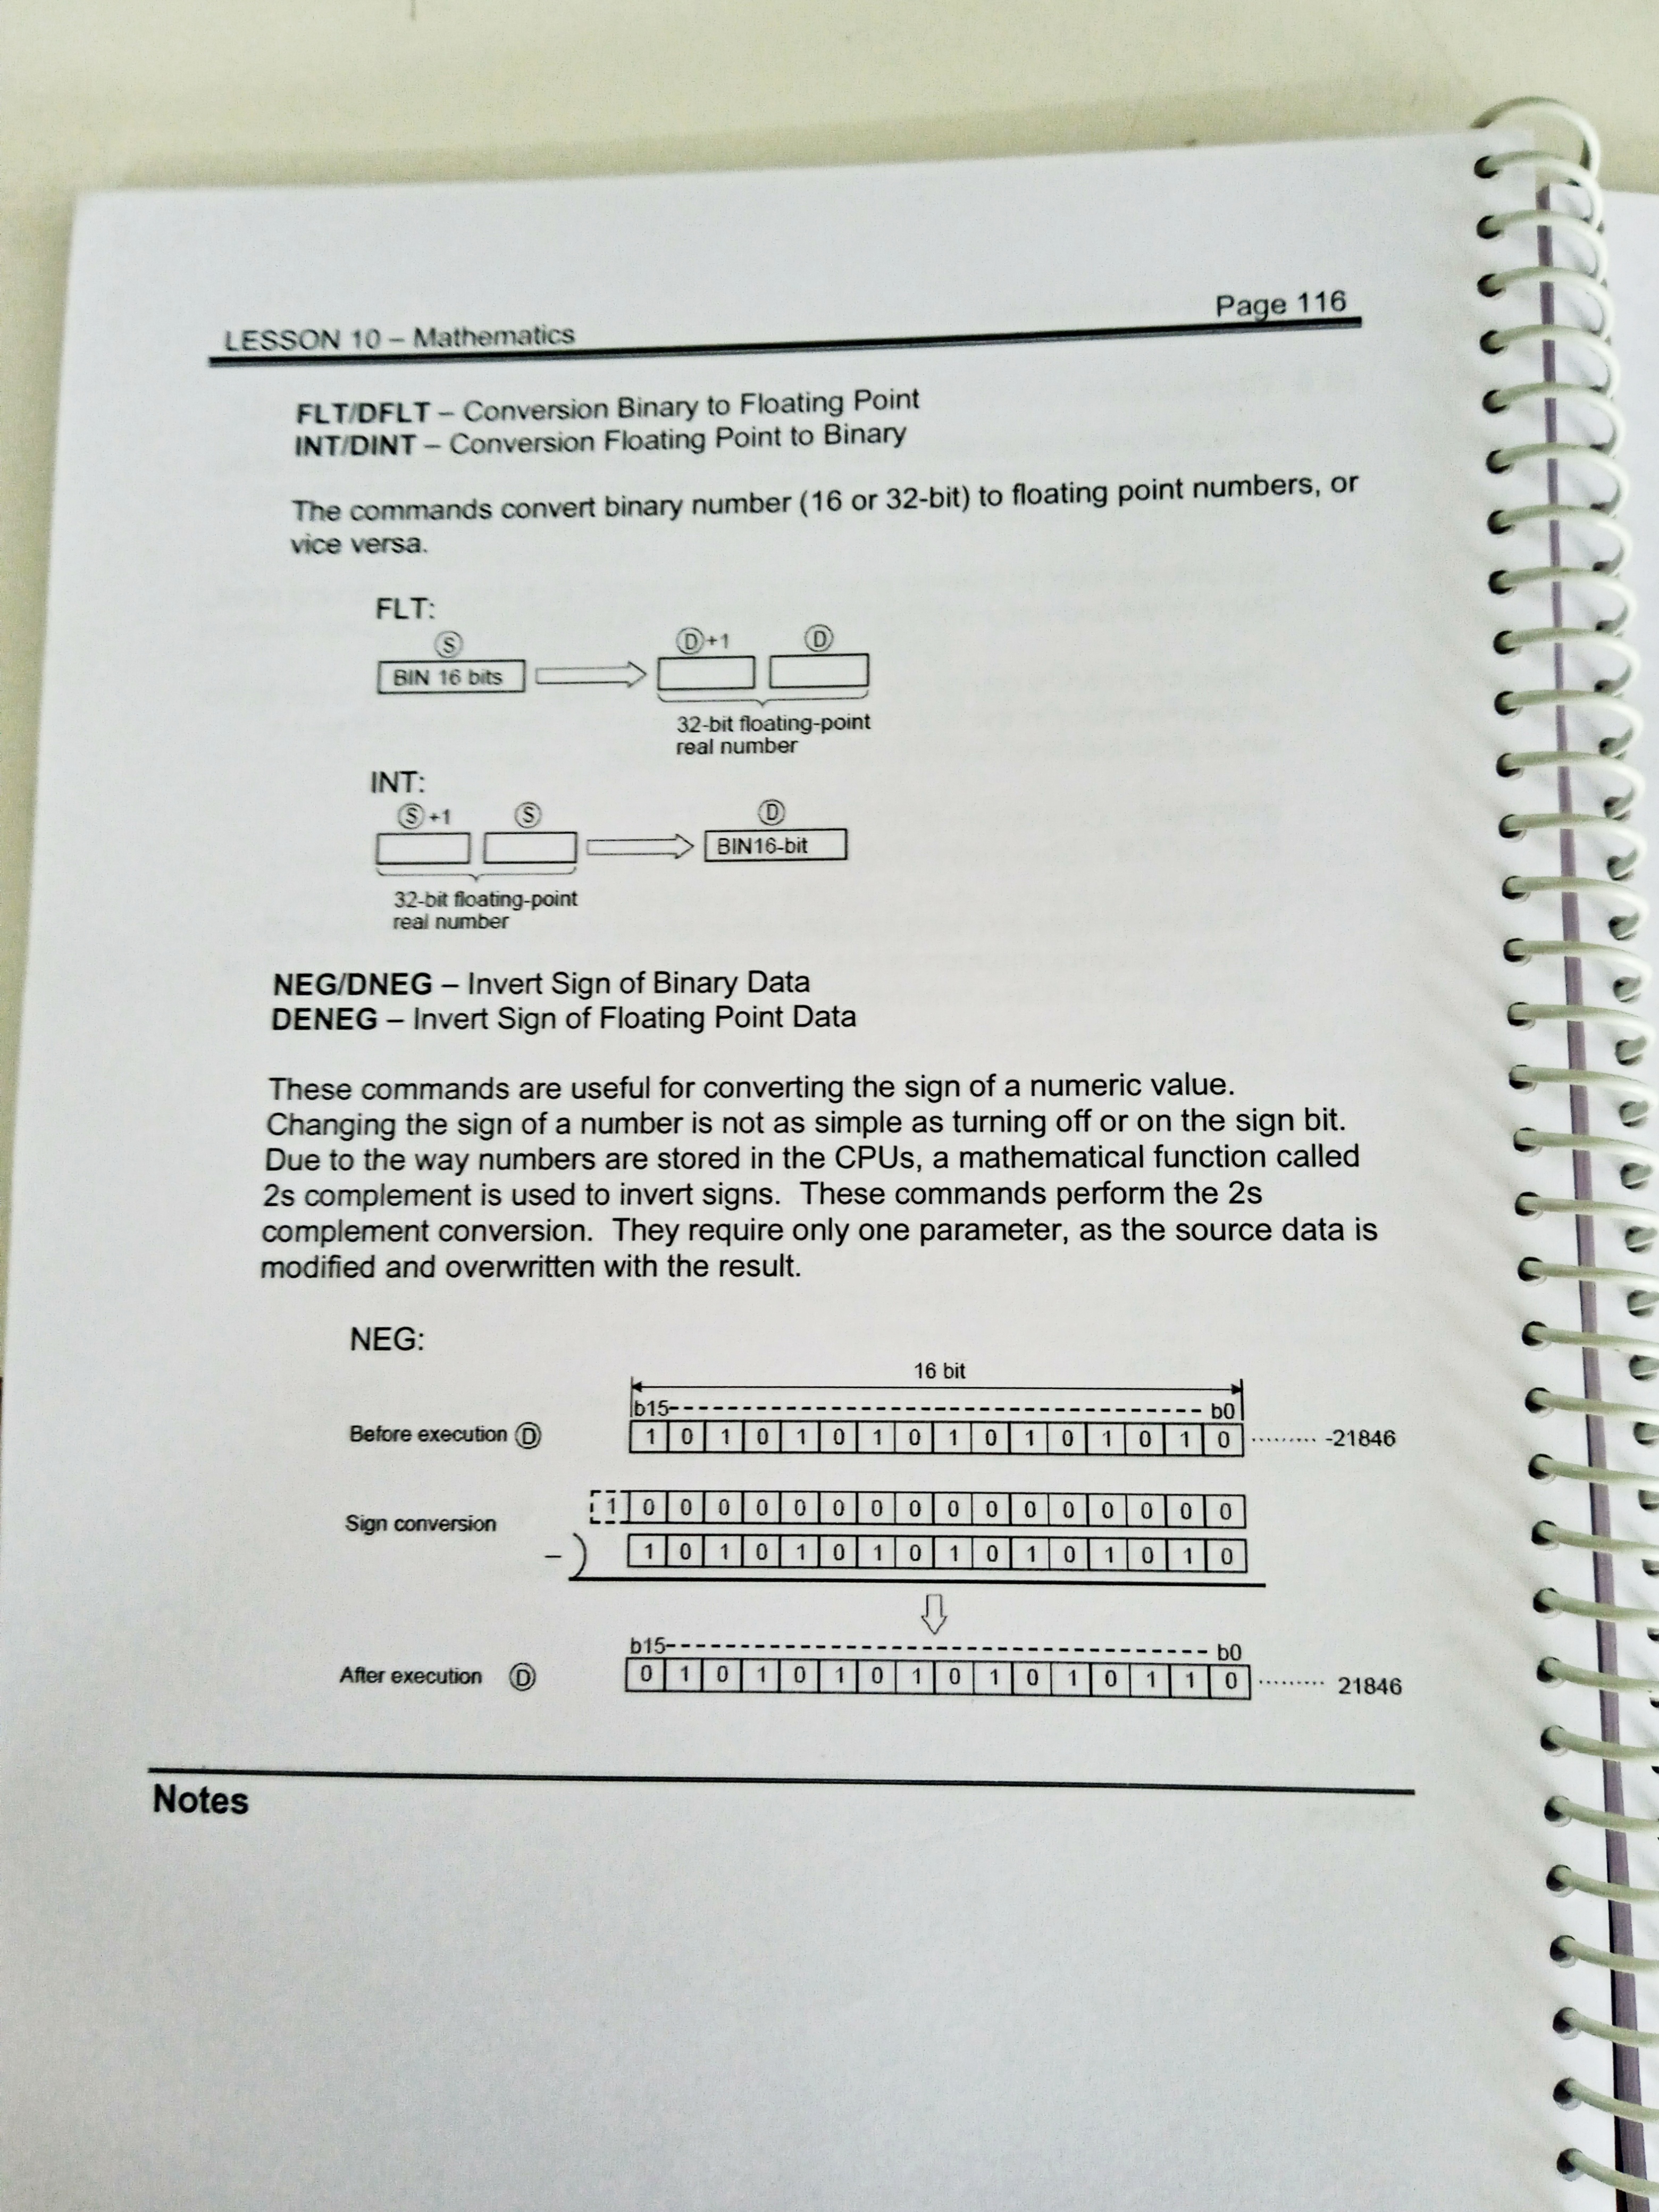 Page 116
LESSON 10 – Mathematics
FLT/DFLT – Conversion Binary to Floating Point
INT/DINT – Conversion Floating Point to Binary
The commands convert binary number (16 or 32-bit) to floating point numbers, or
vice versa.
FLT:
Ⓢ Ⓓ+1 Ⓓ
BIN 16 bits
32-bit floating-point
real number
INT:
Ⓢ+1 Ⓢ Ⓓ
BIN16-bit
32-bit floating-point
real number
NEG/DNEG – Invert Sign of Binary Data
DENEG – Invert Sign of Floating Point Data
These commands are useful for converting the sign of a numeric value.
Changing the sign of a number is not as simple as turning off or on the sign bit.
Due to the way numbers are stored in the CPUs, a mathematical function called
2s complement is used to invert signs. These commands perform the 2s
complement conversion. They require only one parameter, as the source data is
modified and overwritten with the result.
NEG:
16 bit
b15 b0
Before execution Ⓓ 1 0 1 0 1 0 1 0 1 0 1 0 1 0 1 0 ......... -21846
1 0 0 0 0 0 0 0 0 0 0 0 0 0 0 0 0
Sign conversion
–) 1 0 1 0 1 0 1 0 1 0 1 0 1 0 1 0
b15 b0
After execution Ⓓ 0 1 0 1 0 1 0 1 0 1 0 1 0 1 1 0 ......... 21846
Notes